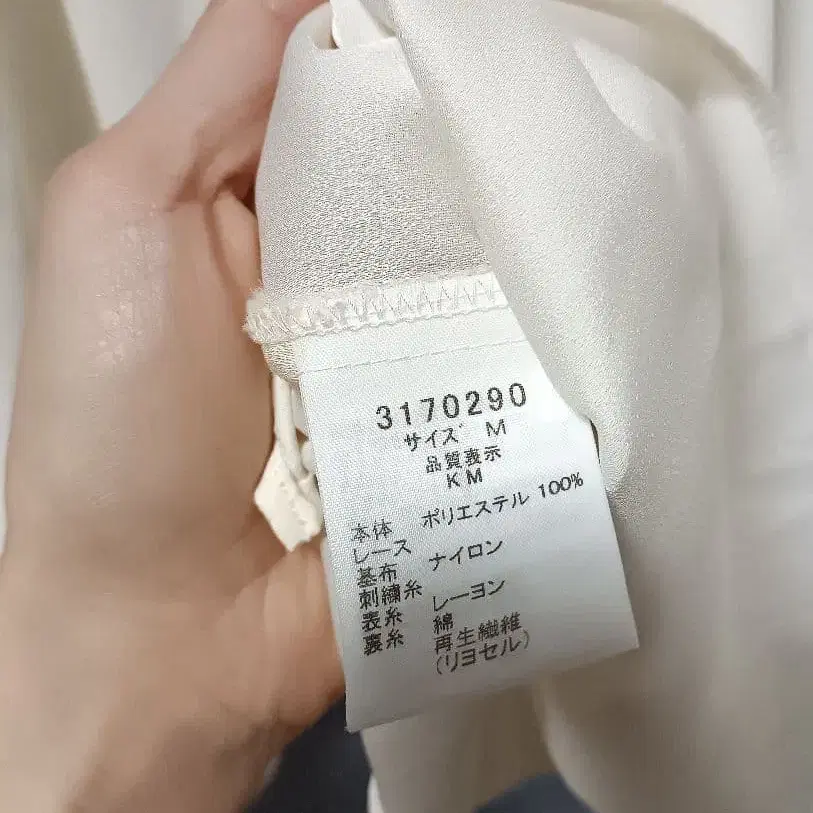 3170290
サイズ M
品質表示
KM
本体 ポリエステル 100%
レース
基布 ナイロン
刺繍糸
表糸 レーヨン
裏糸 綿
再生繊維
(リヨセル)